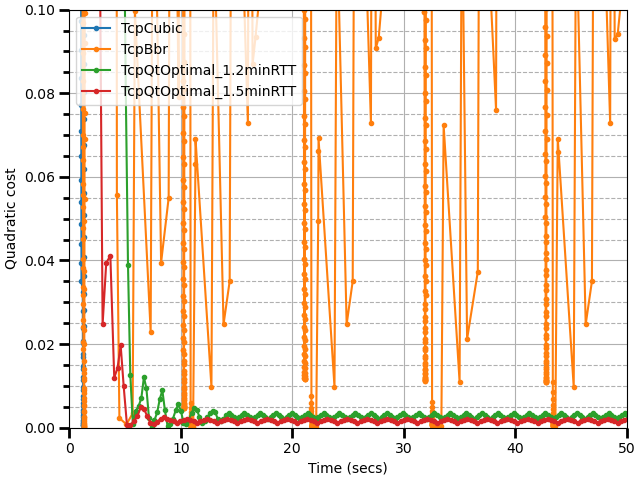 0.10
0.08
0.06
0.04
0.02
0.00
Quadratic cost
TcpCubic
TcpBbr
TcpQtOptimal_1.2minRTT
TcpQtOptimal_1.5minRTT
0 10 20 30 40 50
Time (secs)